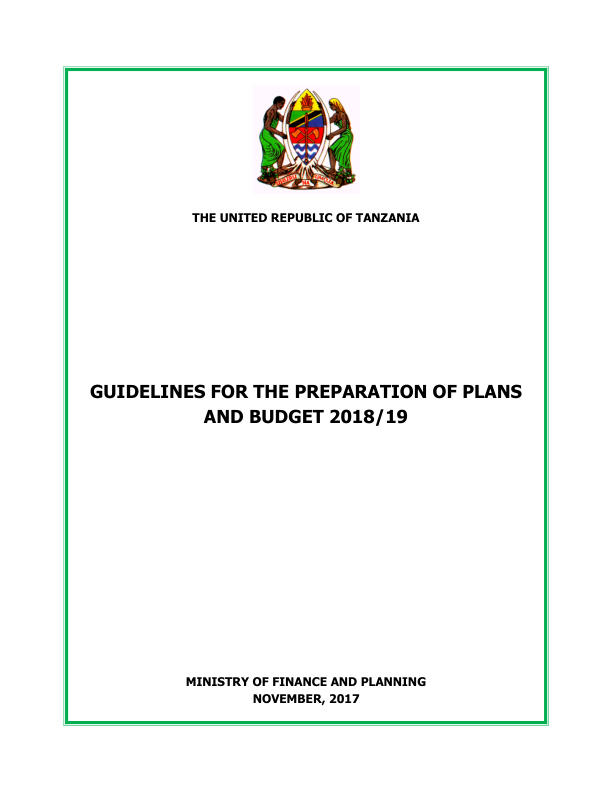 THE UNITED REPUBLIC OF TANZANIA
GUIDELINES FOR THE PREPARATION OF PLANS
AND BUDGET 2018/19
MINISTRY OF FINANCE AND PLANNING
NOVEMBER, 2017